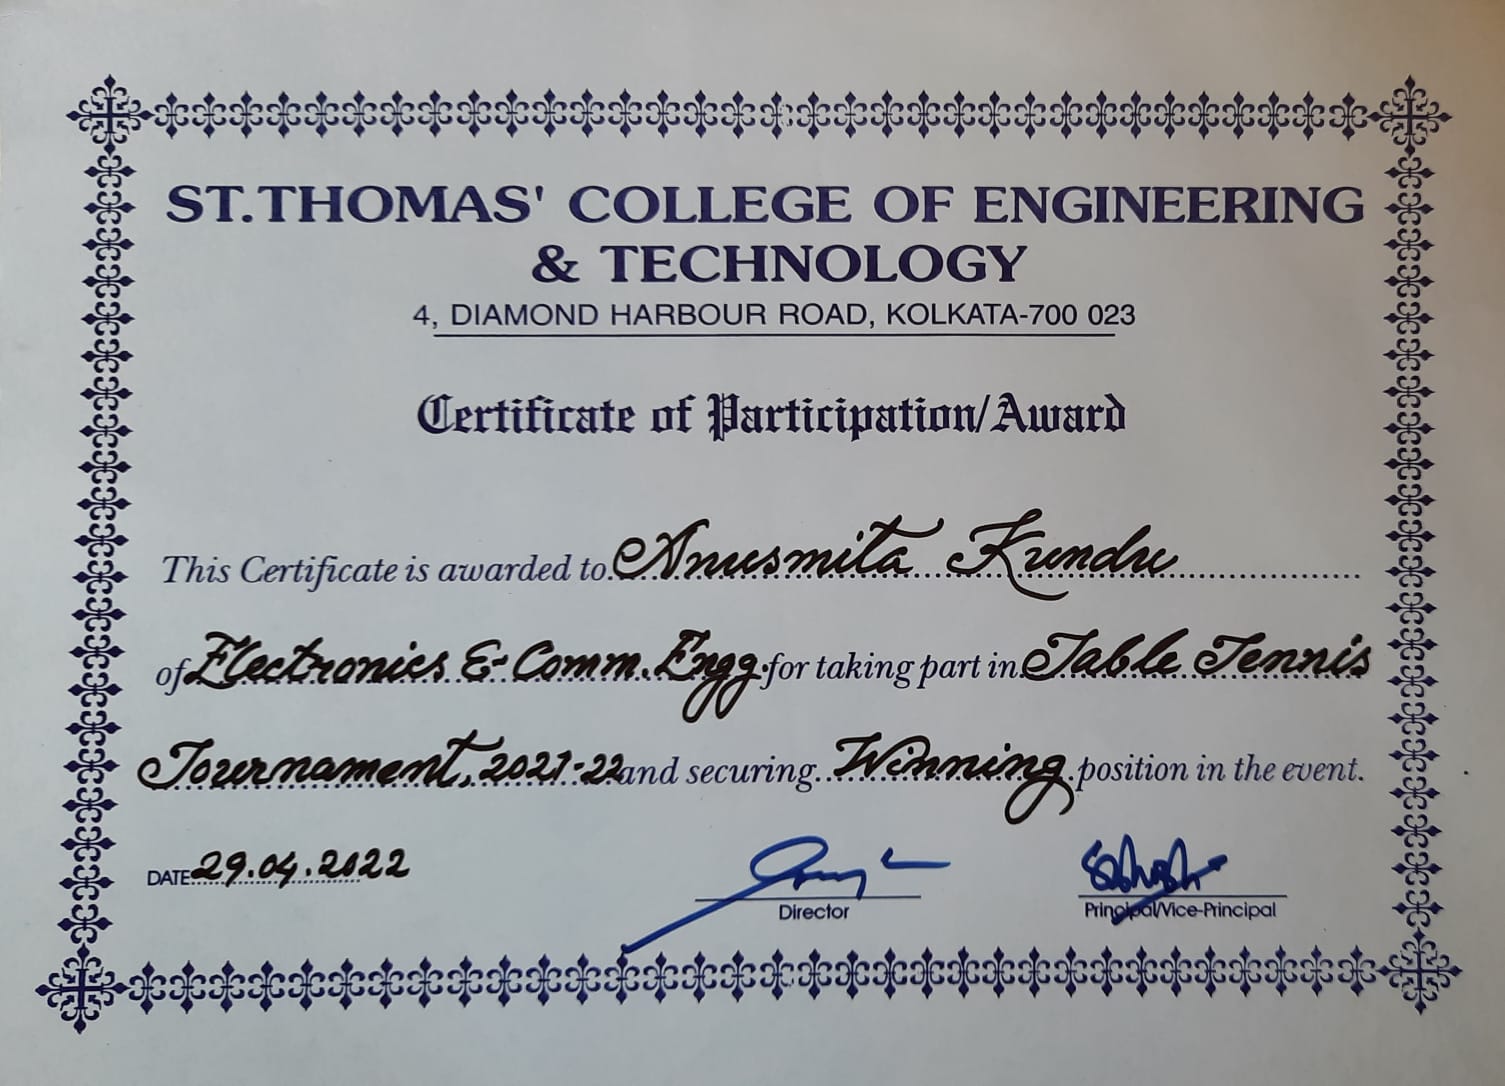 ST.THOMAS' COLLEGE OF ENGINEERING
& TECHNOLOGY
4, DIAMOND HARBOUR ROAD, KOLKATA-700 023
Certificate of Participation/Award
This Certificate is awarded to Anusmita Kundu
of Electronics & Comm. Engg. for taking part in Table Tennis
Tournament, 2021-22 and securing Winning position in the event.
DATE 29.04.2022
Director
Principal/Vice-Principal